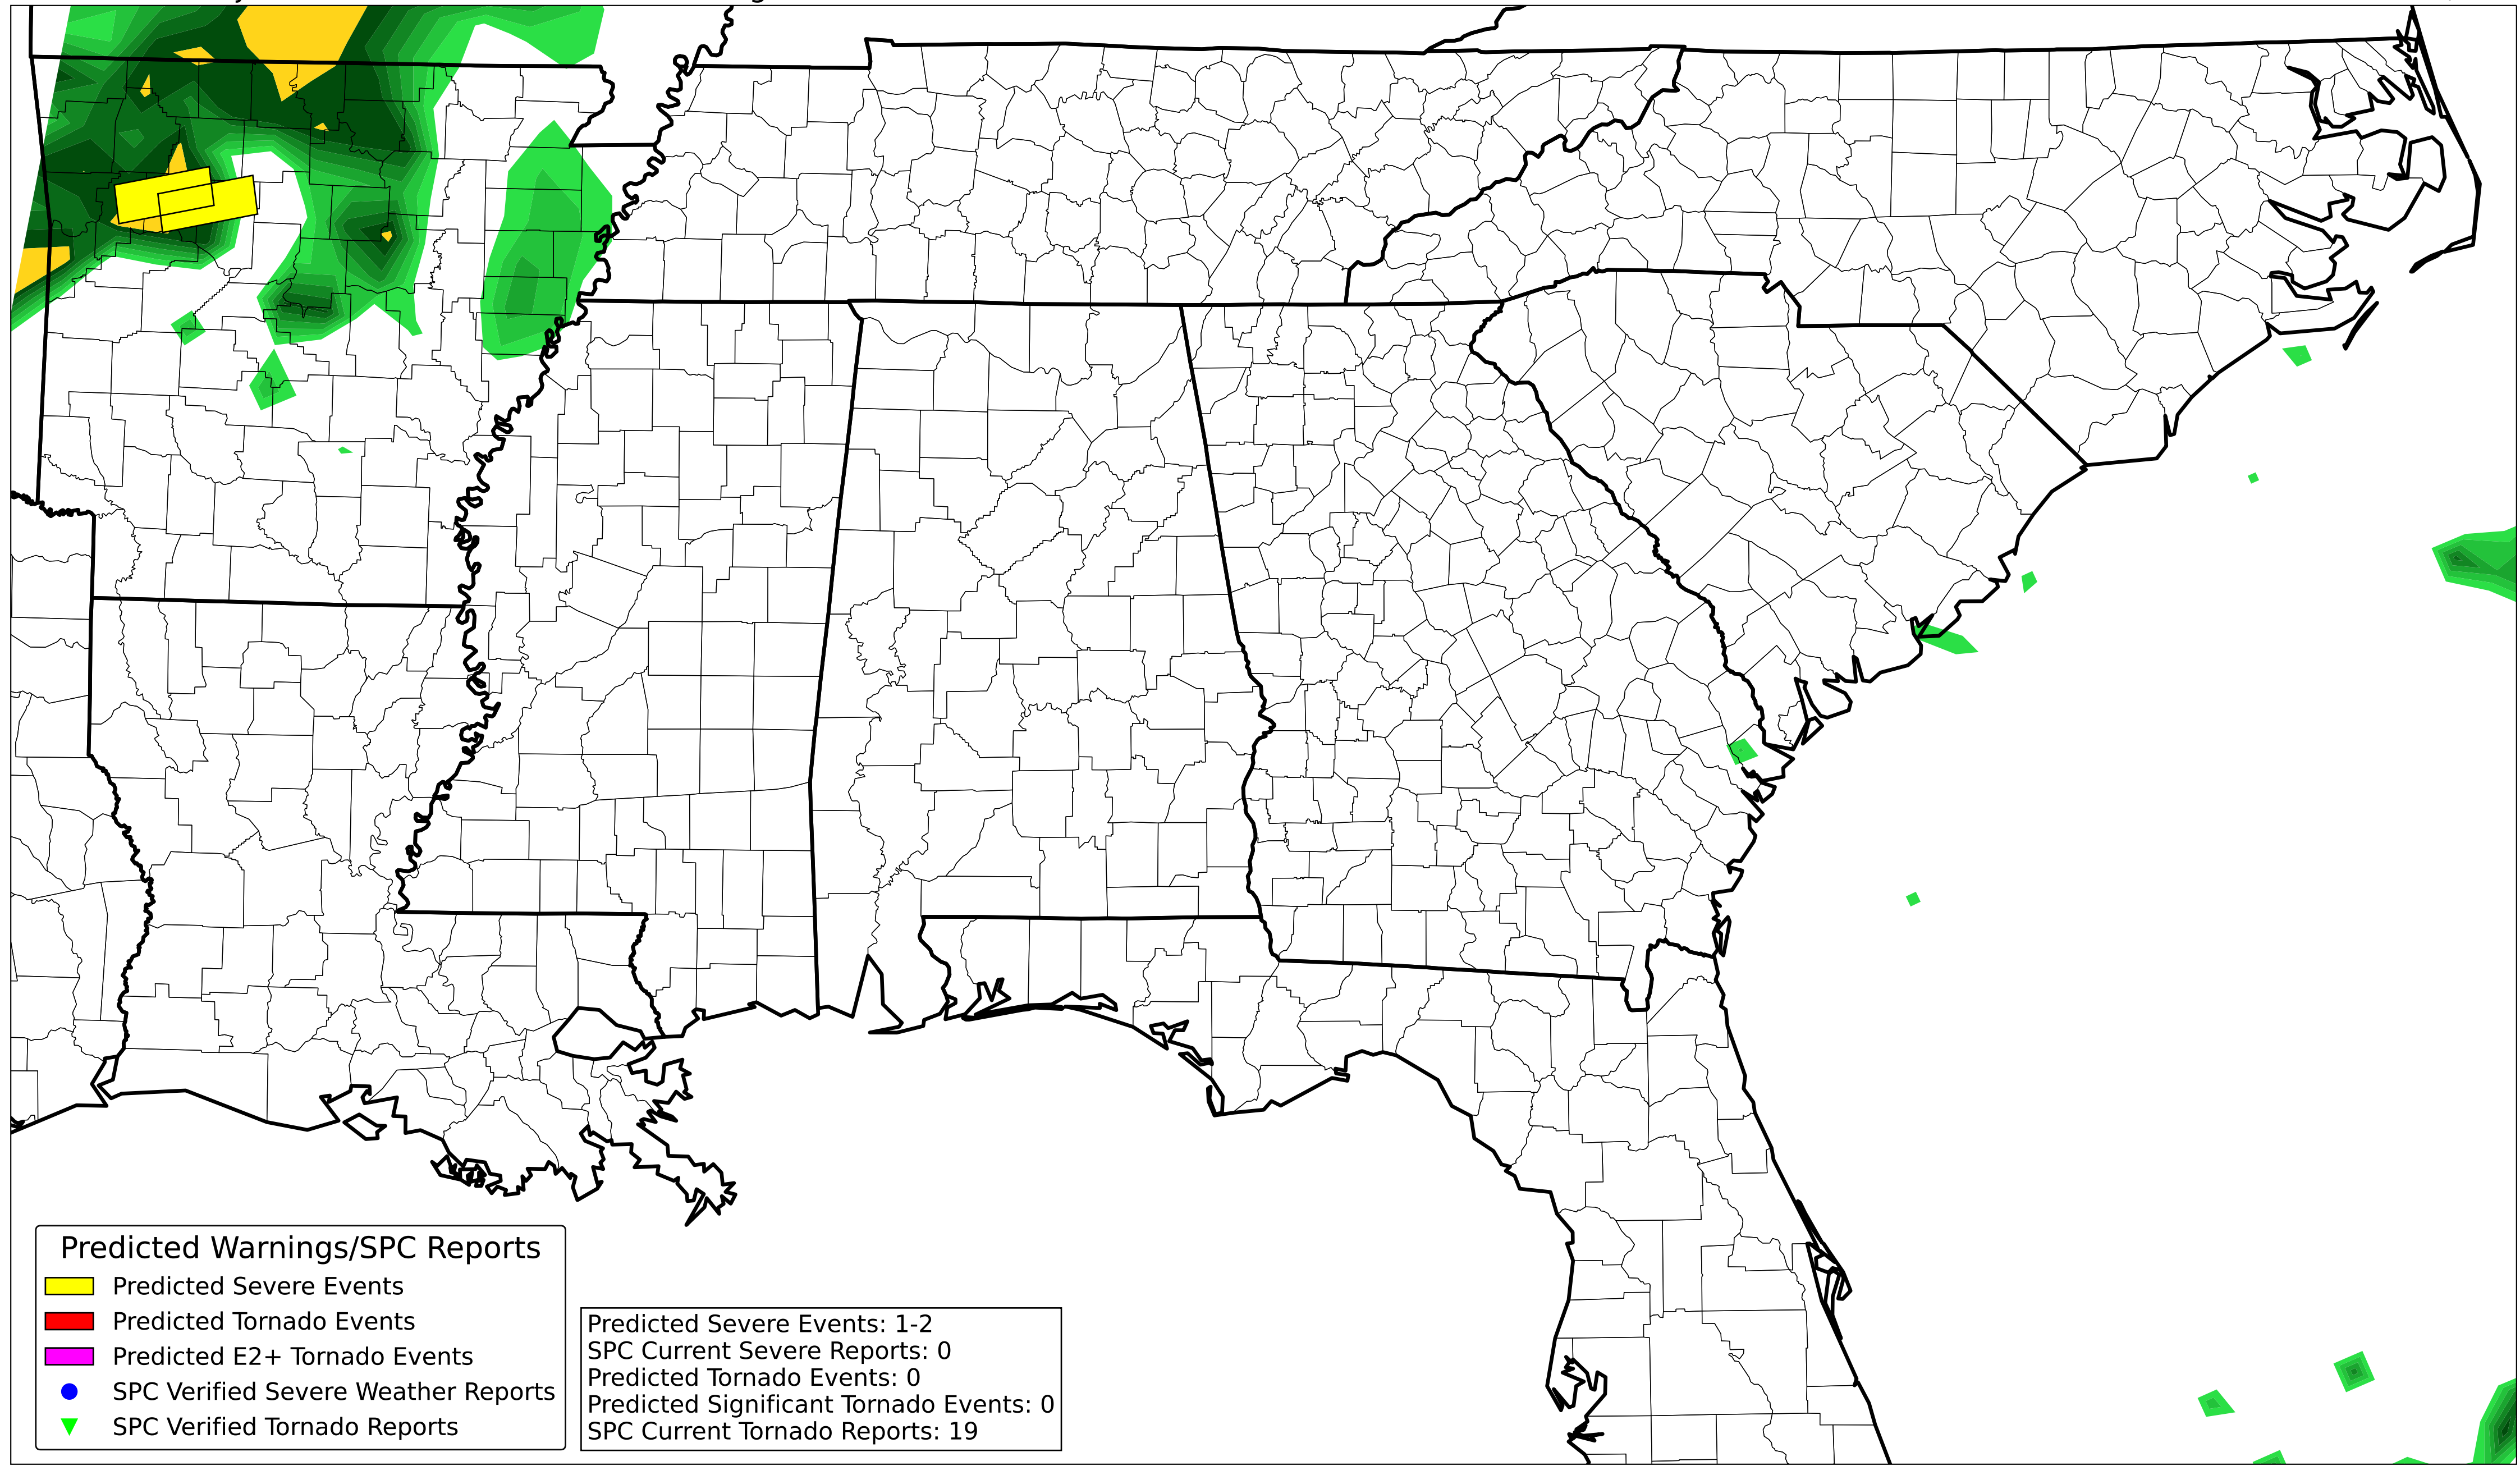 Predicted Warnings/SPC Reports
Predicted Severe Events
Predicted Tornado Events
Predicted E2+ Tornado Events
SPC Verified Severe Weather Reports
SPC Verified Tornado Reports
Predicted Severe Events: 1-2
SPC Current Severe Reports: 0
Predicted Tornado Events: 0
Predicted Significant Tornado Events: 0
SPC Current Tornado Reports: 19